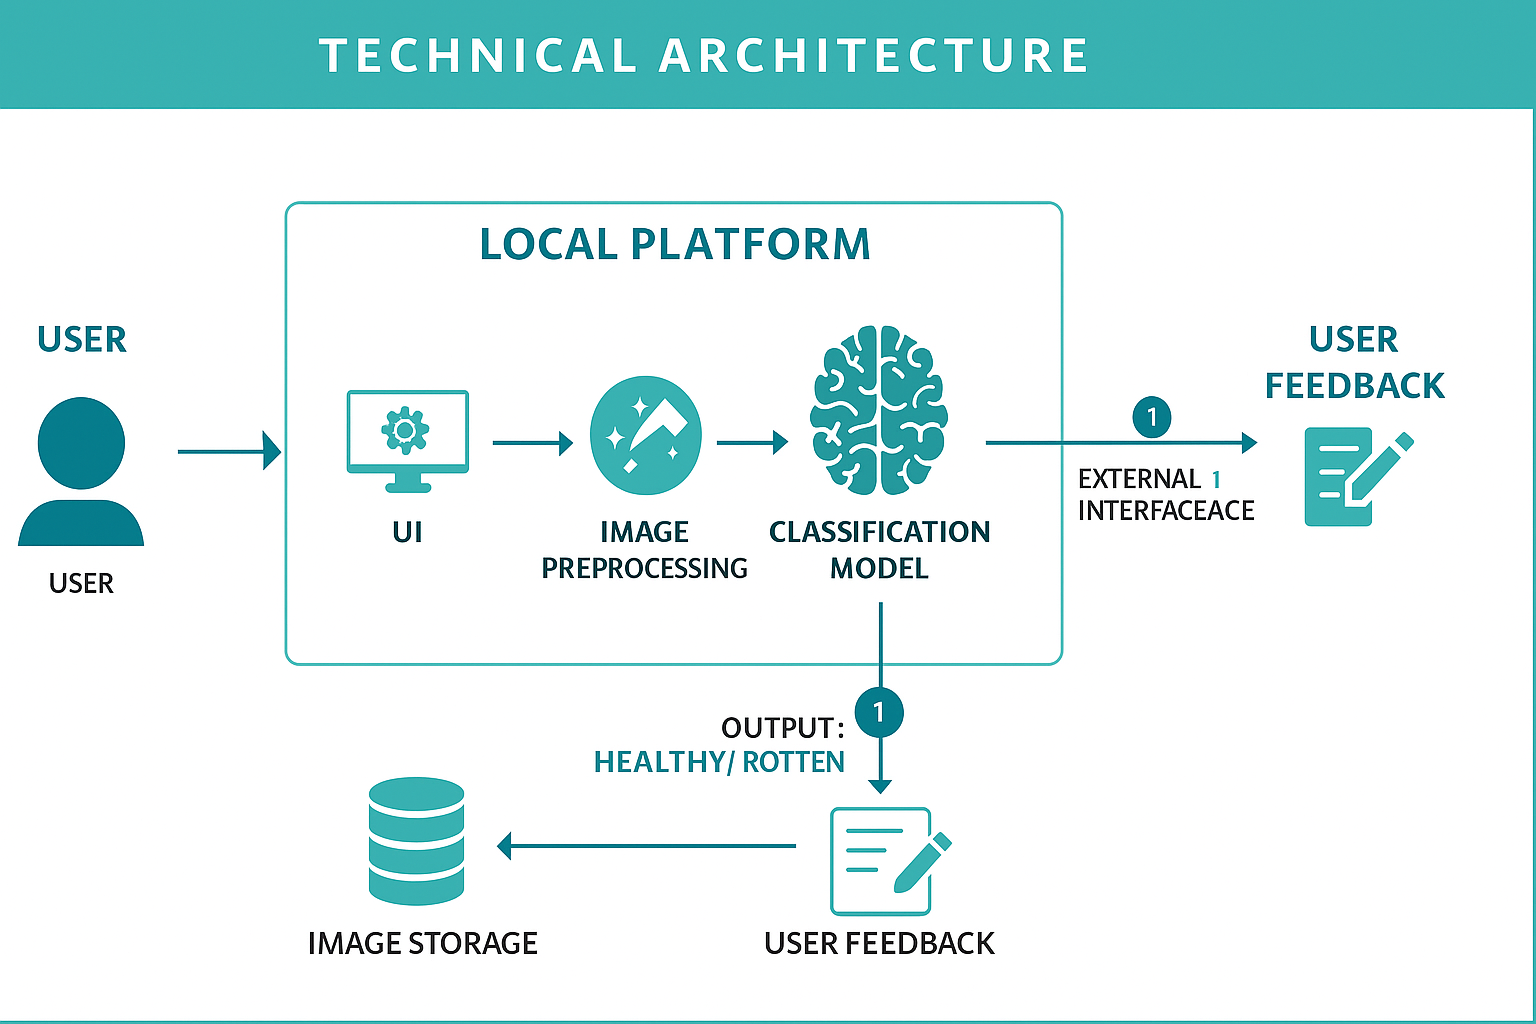 TECHNICAL ARCHITECTURE
LOCAL PLATFORM
USER
USER
UI
IMAGE
PREPROCESSING
CLASSIFICATION
MODEL
1
EXTERNAL 1
INTERFACEACE
USER
FEEDBACK
1
OUTPUT:
HEALTHY/ ROTTEN
IMAGE STORAGE
USER FEEDBACK